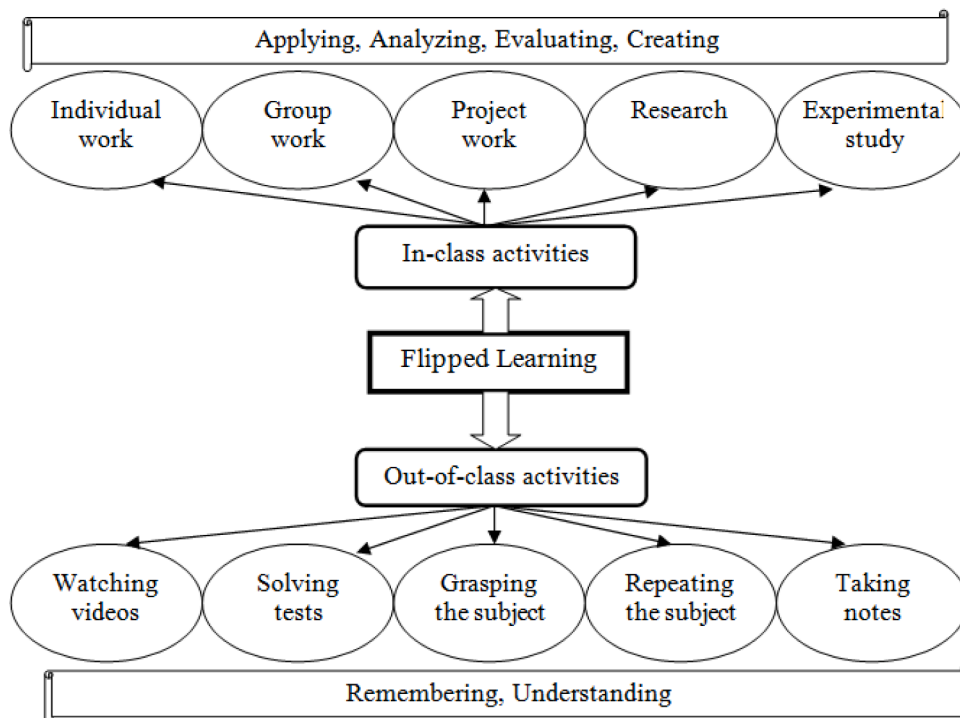 Applying, Analyzing, Evaluating, Creating
Individual
work
Group
work
Project
work
Research
Experimental
study
In-class activities
Flipped Learning
Out-of-class activities
Watching
videos
Solving
tests
Grasping
the subject
Repeating
the subject
Taking
notes
Remembering, Understanding